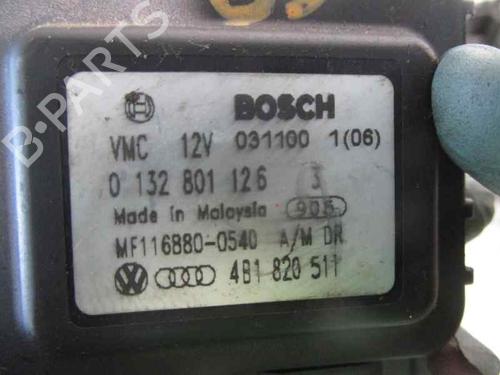 BOSCH
VMC 12V 031100 1(06)
0 132 801 126 3
Made in Malaysia
MF116880-0540 A/M DR
4B1 820 511
B-PARTS